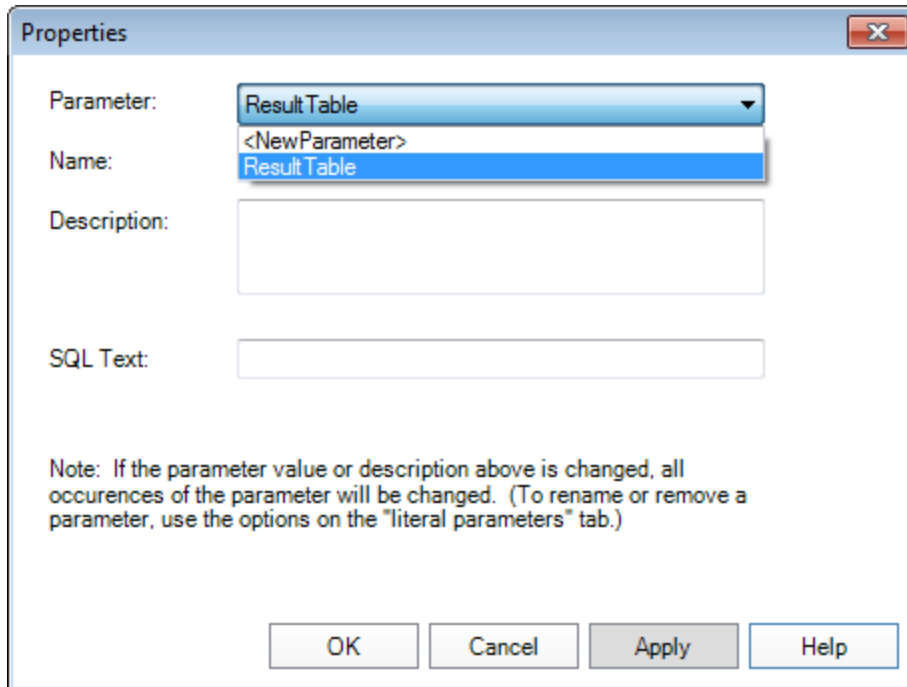 Properties
Parameter:
ResultTable
<NewParameter>
Name:
ResultTable
Description:
SQL Text:
Note:  If the parameter value or description above is changed, all
occurences of the parameter will be changed.  (To rename or remove a
parameter, use the options on the "literal parameters" tab.)
OK
Cancel
Apply
Help